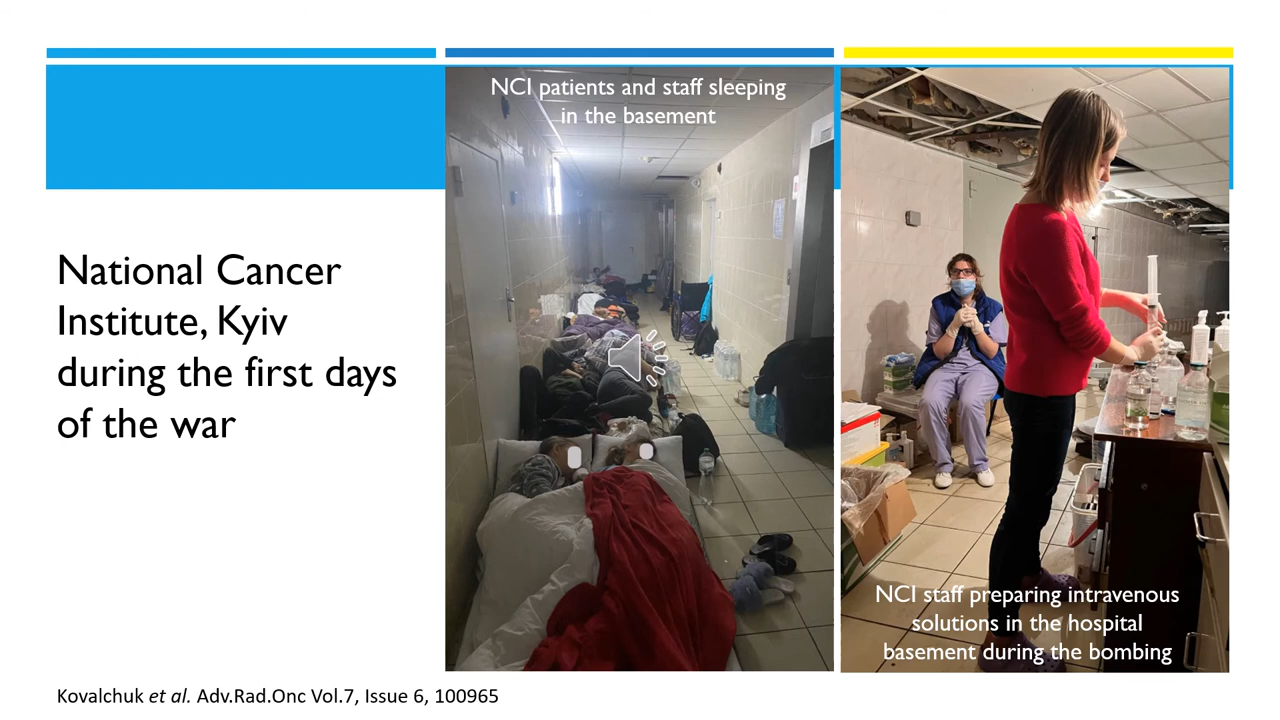 National Cancer
Institute, Kyiv
during the first days
of the war
NCI patients and staff sleeping
in the basement
NCI staff preparing intravenous
solutions in the hospital
basement during the bombing
Kovalchuk et al. Adv.Rad.Onc Vol.7, Issue 6, 100965